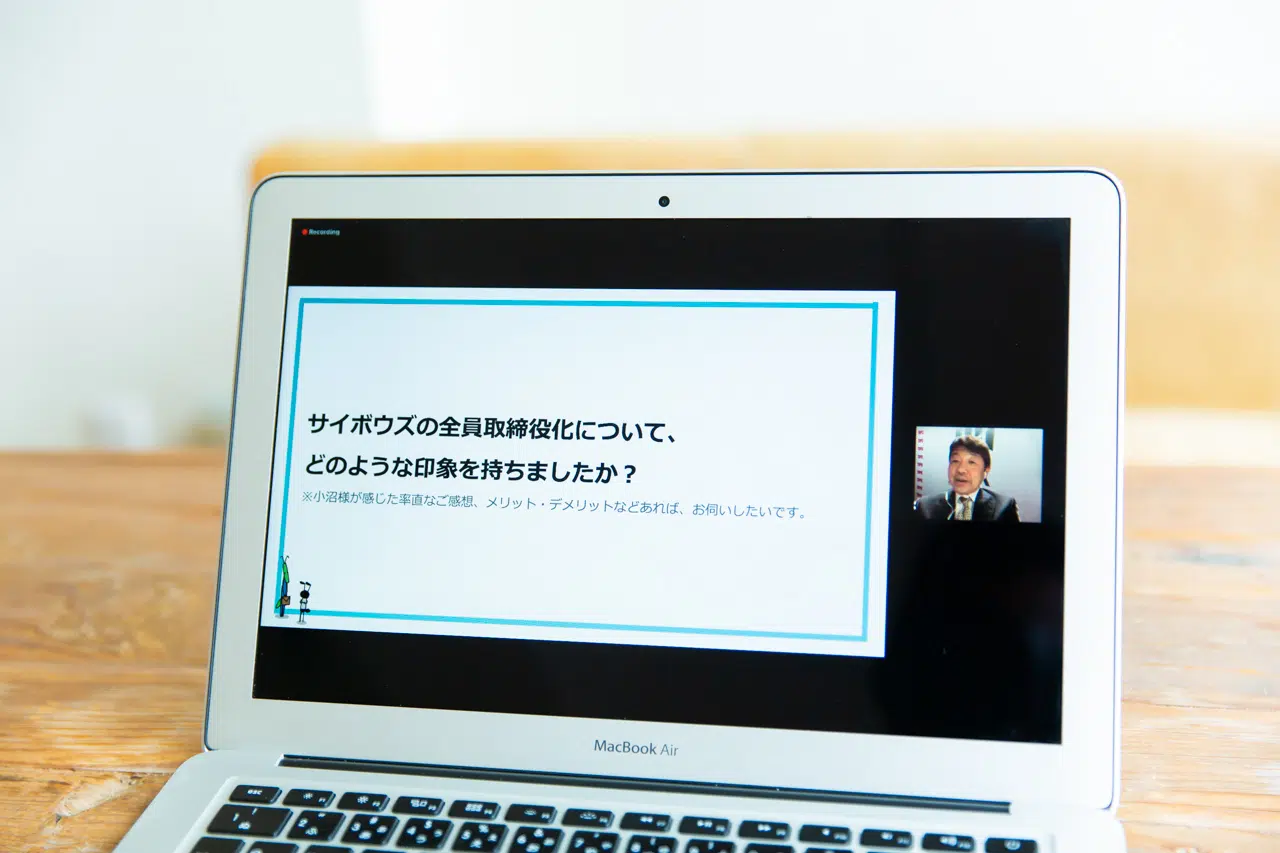 Recording
サイボウズの全員取締役化について、
どのような印象を持ちましたか？
※小沼様が感じた率直なご感想、メリット・デメリットなどあれば、お伺いしたいです。
MacBook Air
esc